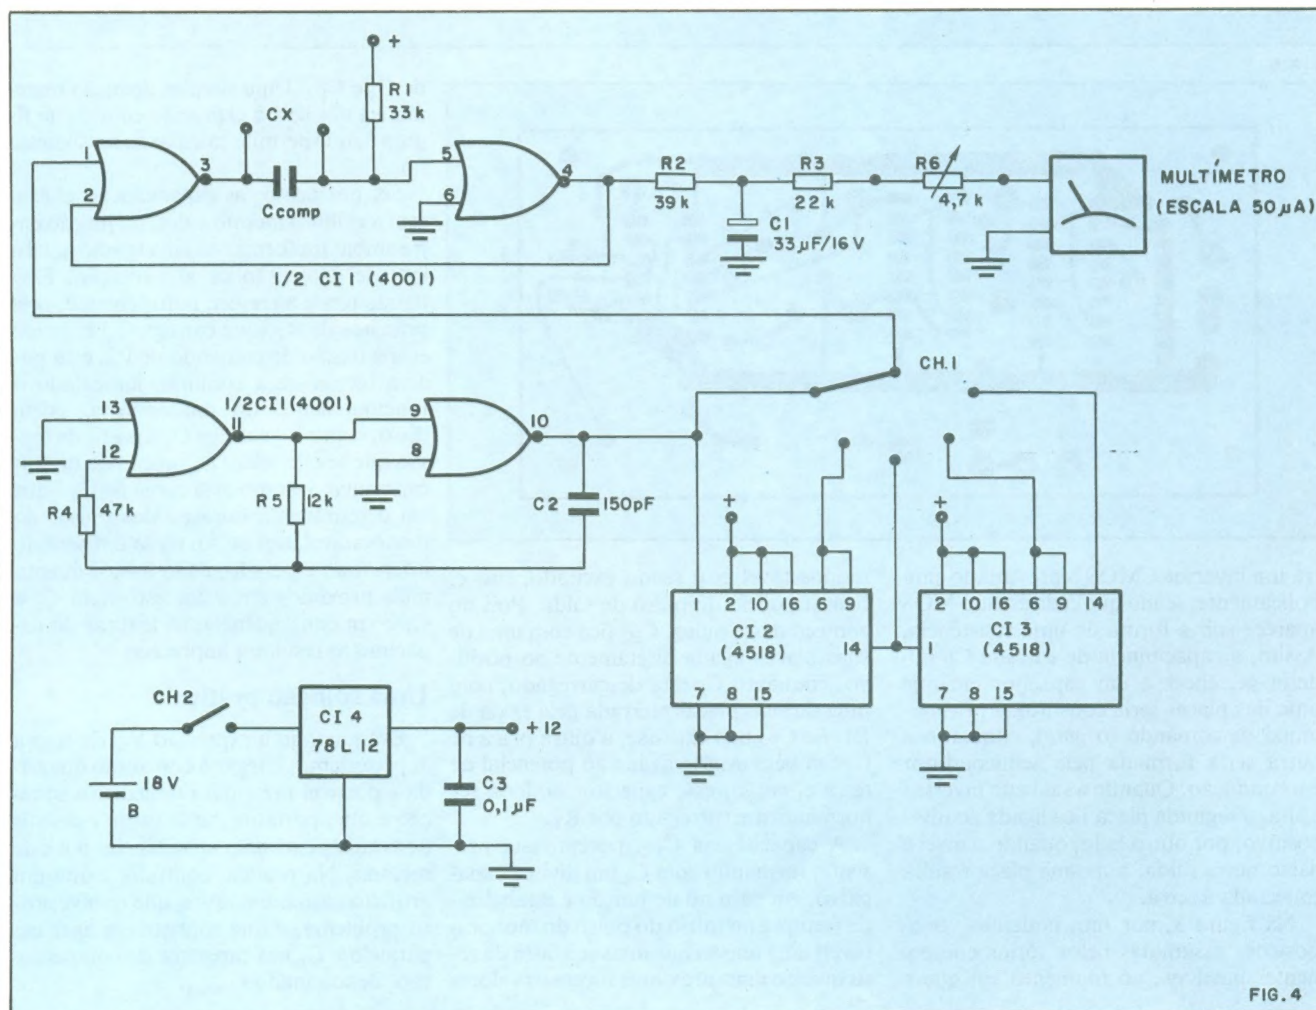 +
R1
33k
CX
1
2
3
5
6
4
Ccomp
1/2 CI 1 (4001)
R2
39k
R3
22k
R6
4,7k
C1
33µF/16V
MULTÍMETRO
(ESCALA 50µA)
CH.1
13
12
11
1/2CI1(4001)
9
8
10
R4
47k
R5
12k
C2
150pF
+
1 2 10 16 6 9
CI 2
(4518)
14
7 8 15
+
2 10 16 6 9 14
CI 3
(4518)
1
7 8 15
CH2
18V
B
CI 4
78L12
+12
C3
0,1µF
FIG. 4